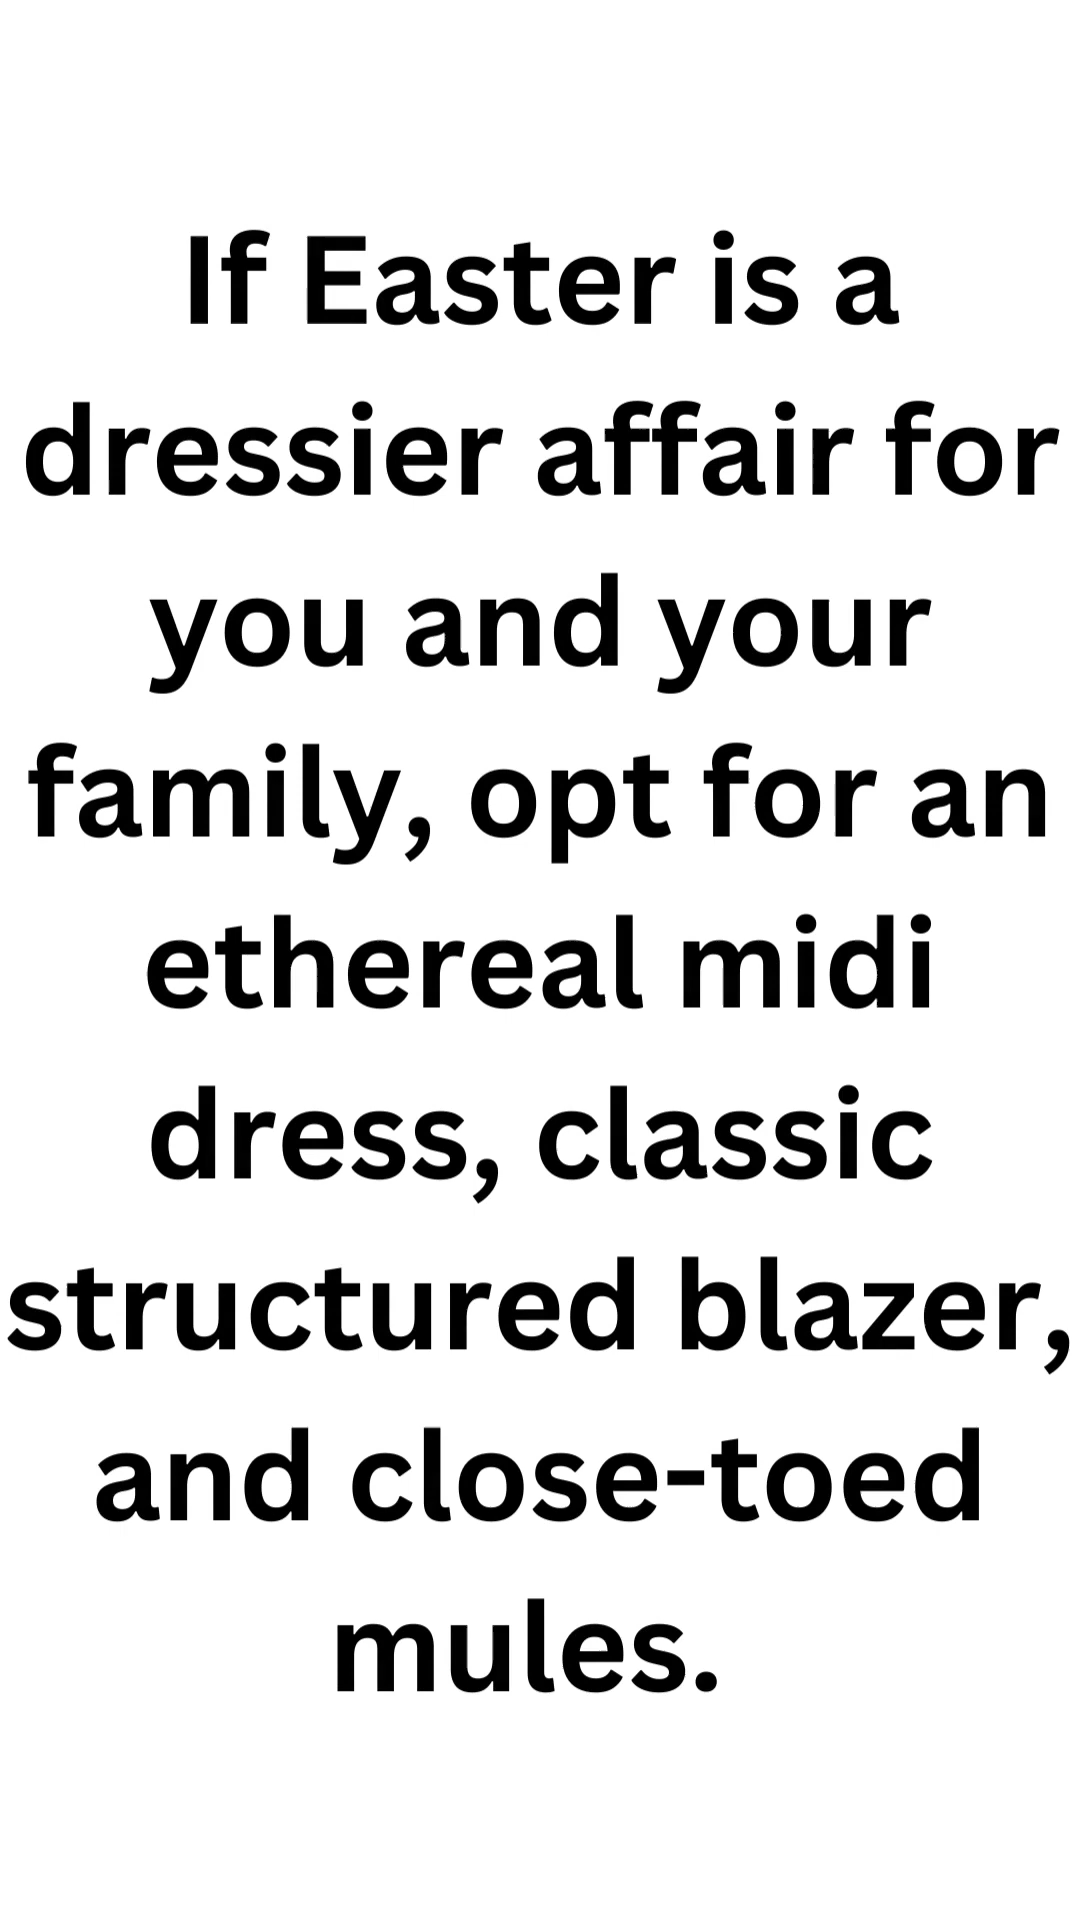 If Easter is a
dressier affair for
you and your
family, opt for an
ethereal midi
dress, classic
structured blazer,
and close-toed
mules.